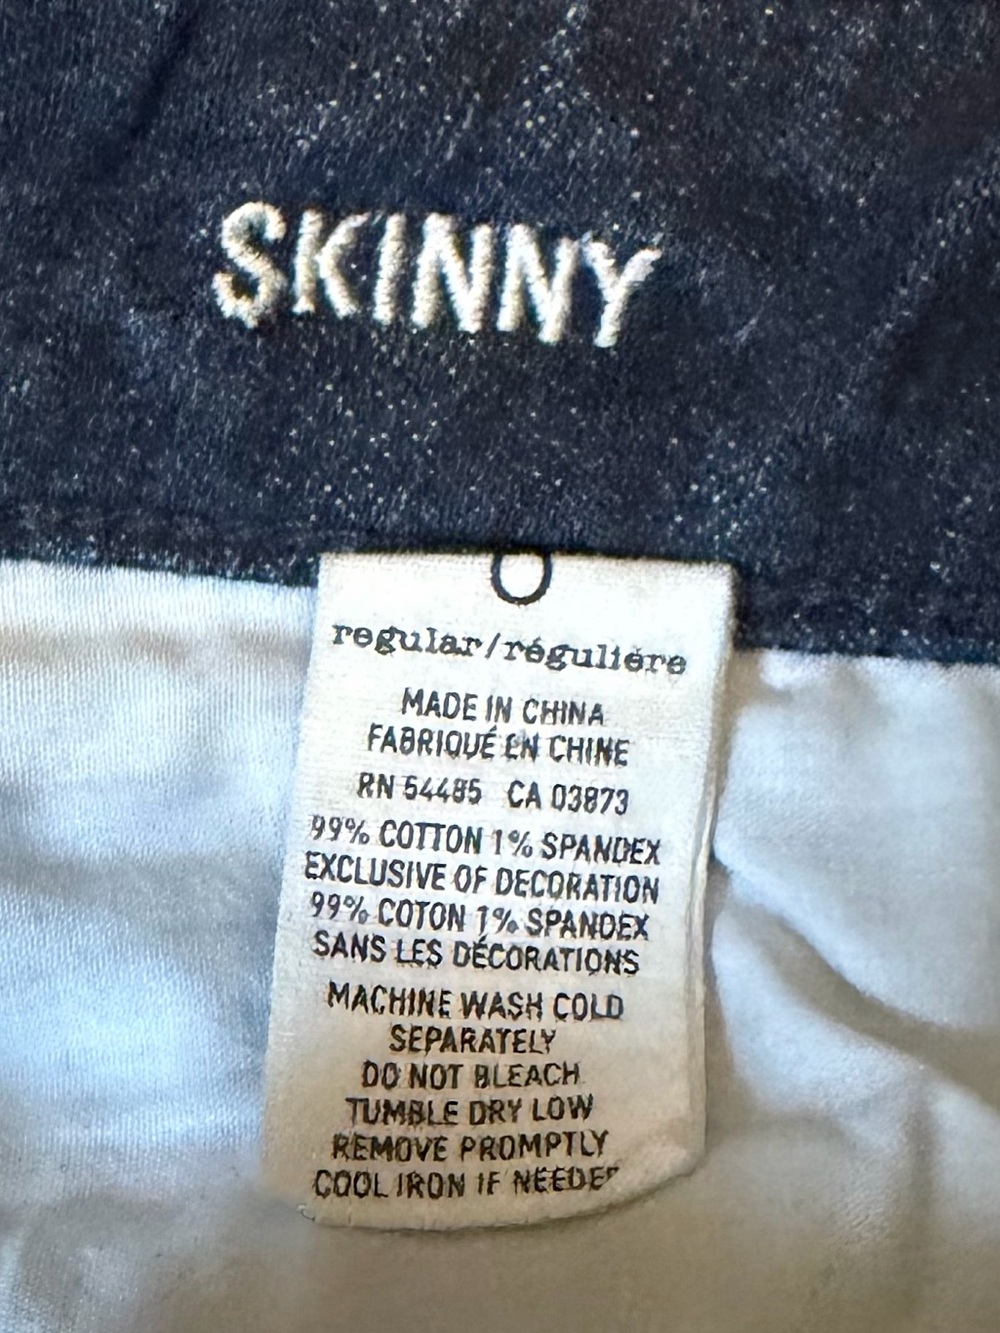 SKINNY
0
regular/régulière
MADE IN CHINA
FABRIQUÉ EN CHINE
RN 54485 CA 03873
99% COTTON 1% SPANDEX
EXCLUSIVE OF DECORATION
99% COTON 1% SPANDEX
SANS LES DÉCORATIONS
MACHINE WASH COLD
SEPARATELY
DO NOT BLEACH
TUMBLE DRY LOW
REMOVE PROMPTLY
COOL IRON IF NEEDED